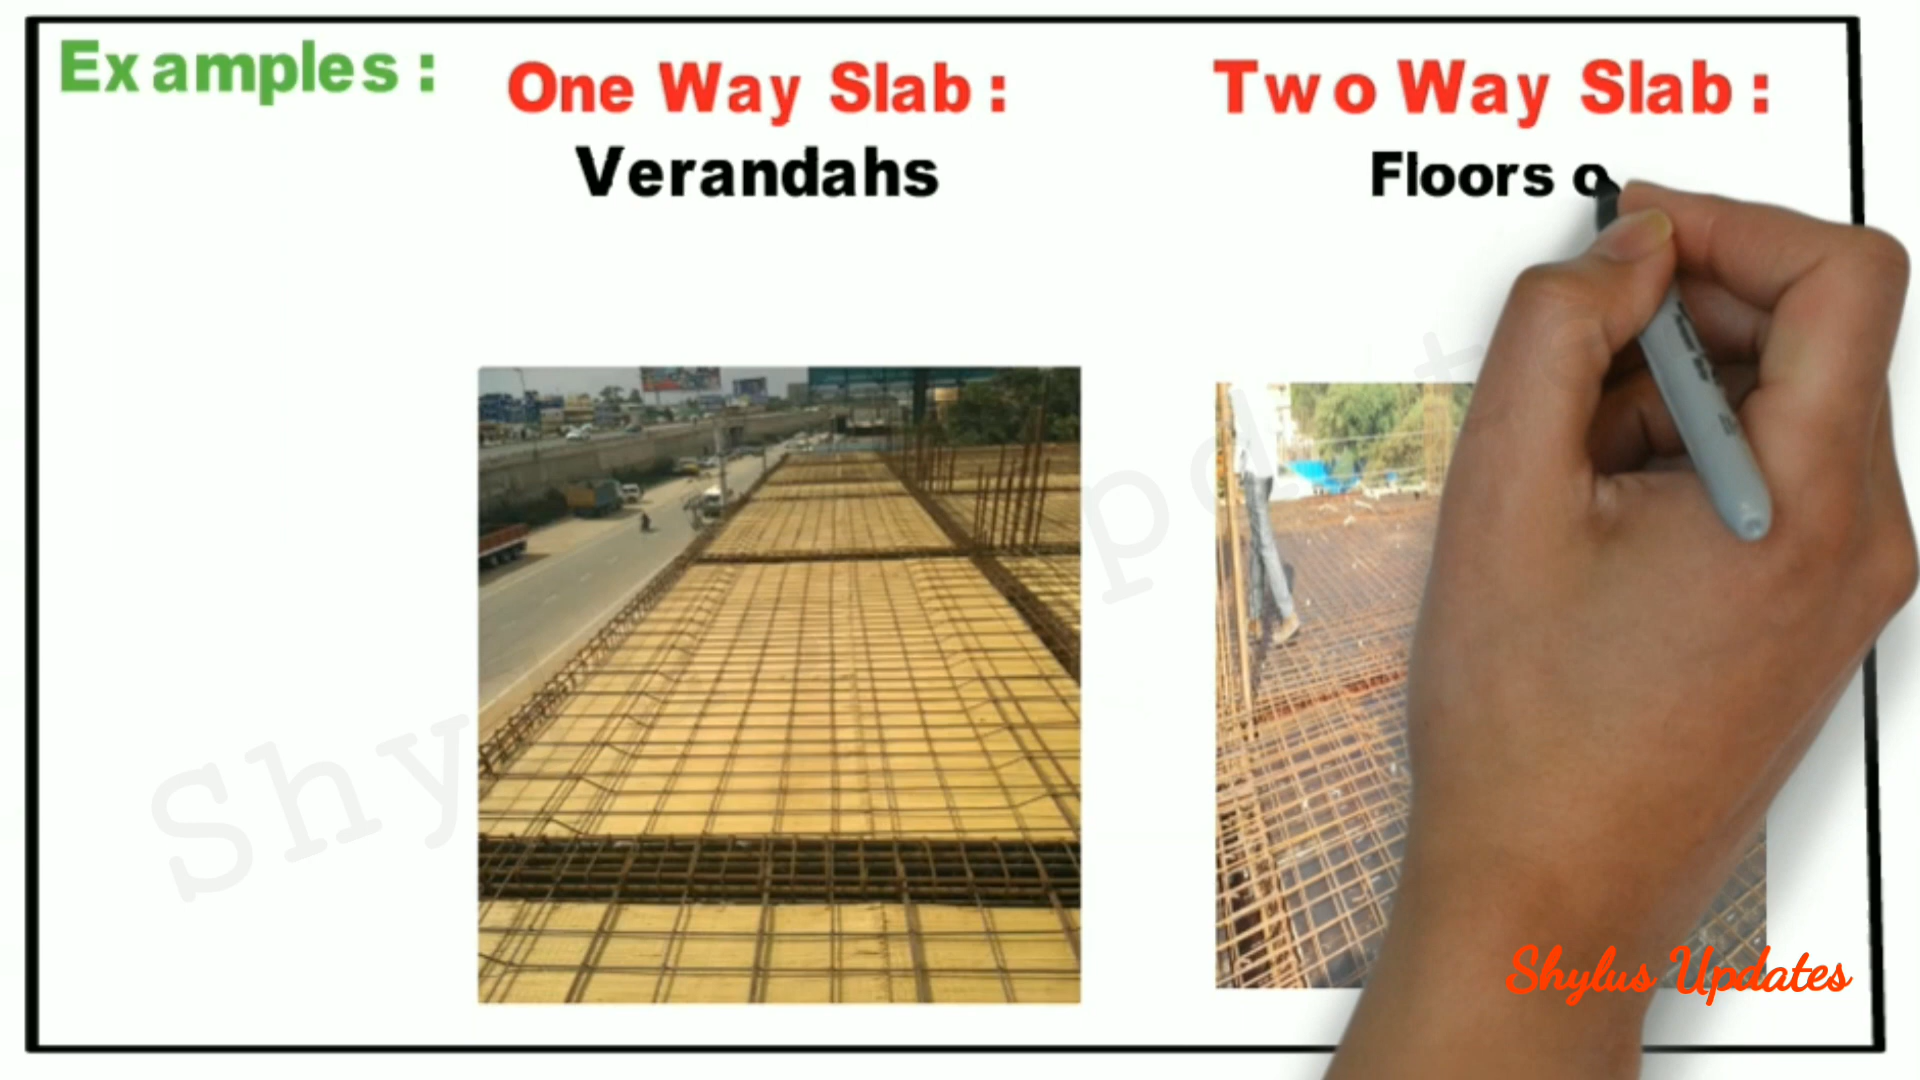 Examples :
One Way Slab :
Two Way Slab :
Verandahs
Floors o
Shylus Updates